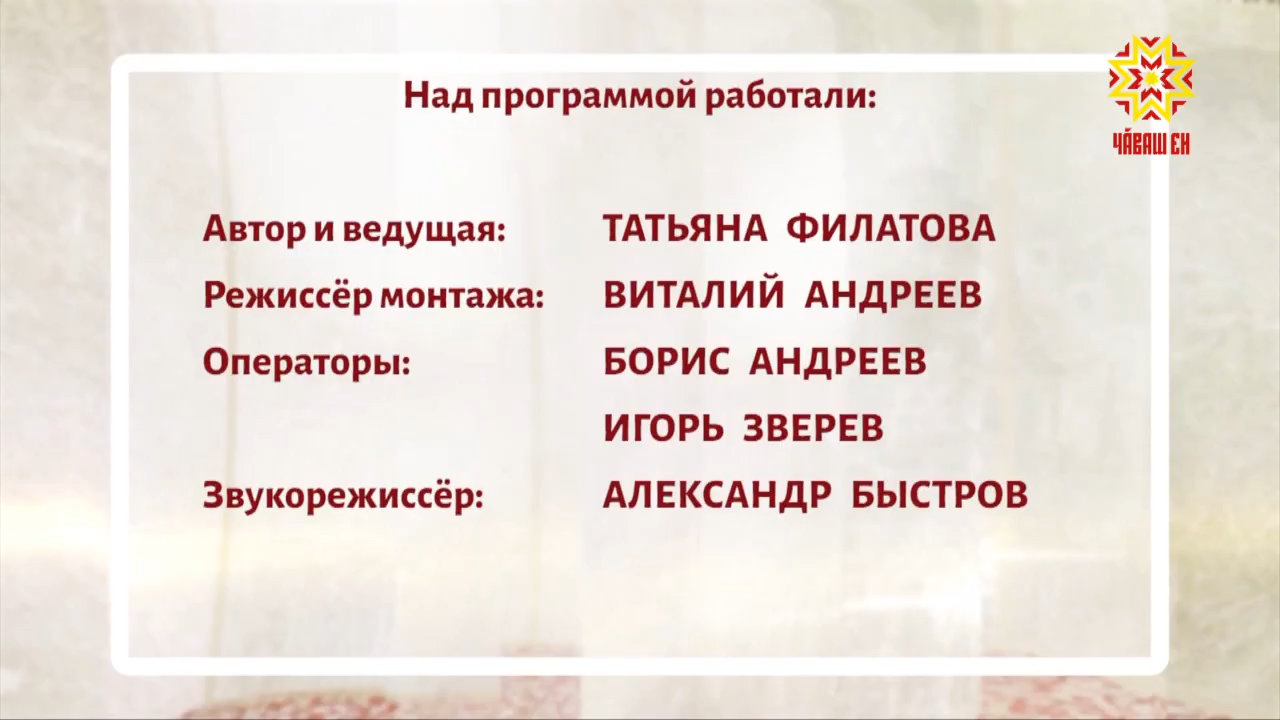 Над программой работали:
ЧӐВАШ ЕН
Автор и ведущая: ТАТЬЯНА ФИЛАТОВА
Режиссёр монтажа: ВИТАЛИЙ АНДРЕЕВ
Операторы: БОРИС АНДРЕЕВ
ИГОРЬ ЗВЕРЕВ
Звукорежиссёр: АЛЕКСАНДР БЫСТРОВ